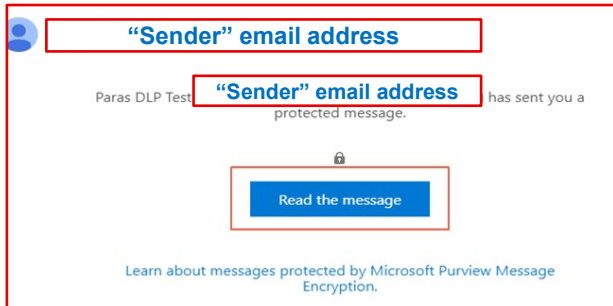 “Sender” email address
Paras DLP Test “Sender” email address has sent you a
protected message.
Read the message
Learn about messages protected by Microsoft Purview Message
Encryption.